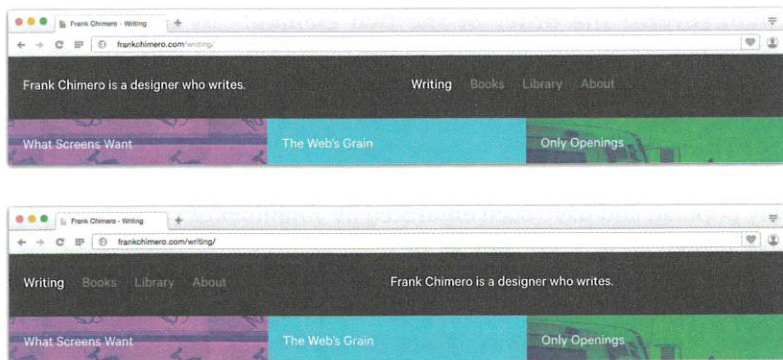 Frank Chimero - Writing
frankchimero.com/writing/
Frank Chimero is a designer who writes. Writing Books Library About
What Screens Want The Web's Grain Only Openings
Frank Chimero - Writing
frankchimero.com/writing/
Writing Books Library About Frank Chimero is a designer who writes.
What Screens Want The Web's Grain Only Openings